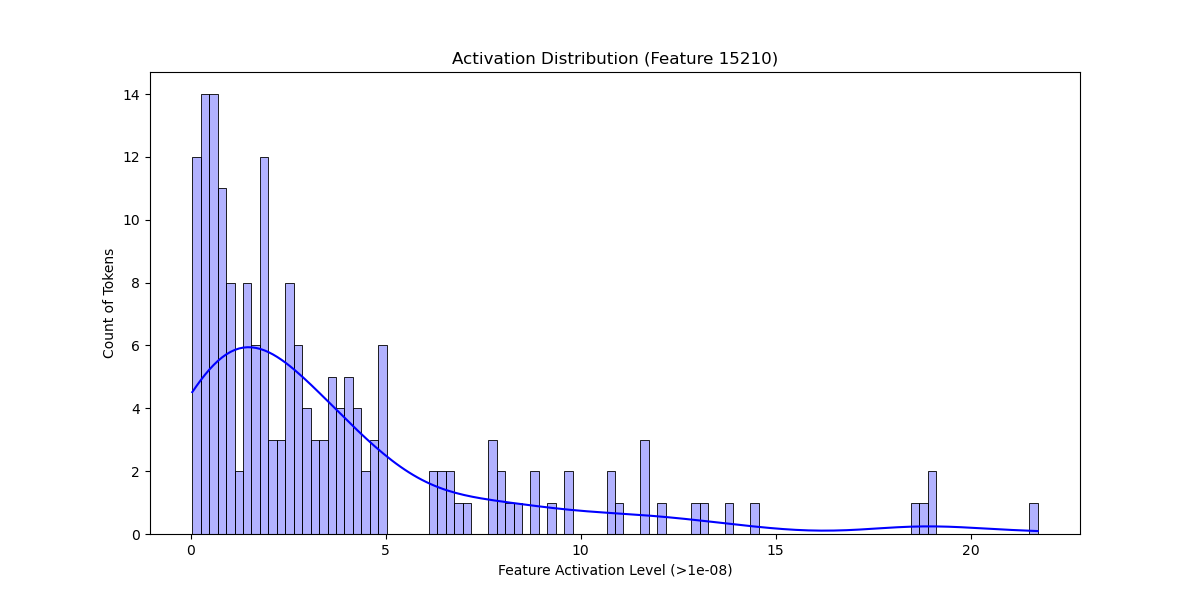 Activation Distribution (Feature 15210)
14
12
10
8
6
4
2
0
Count of Tokens
0 5 10 15 20
Feature Activation Level (>1e-08)